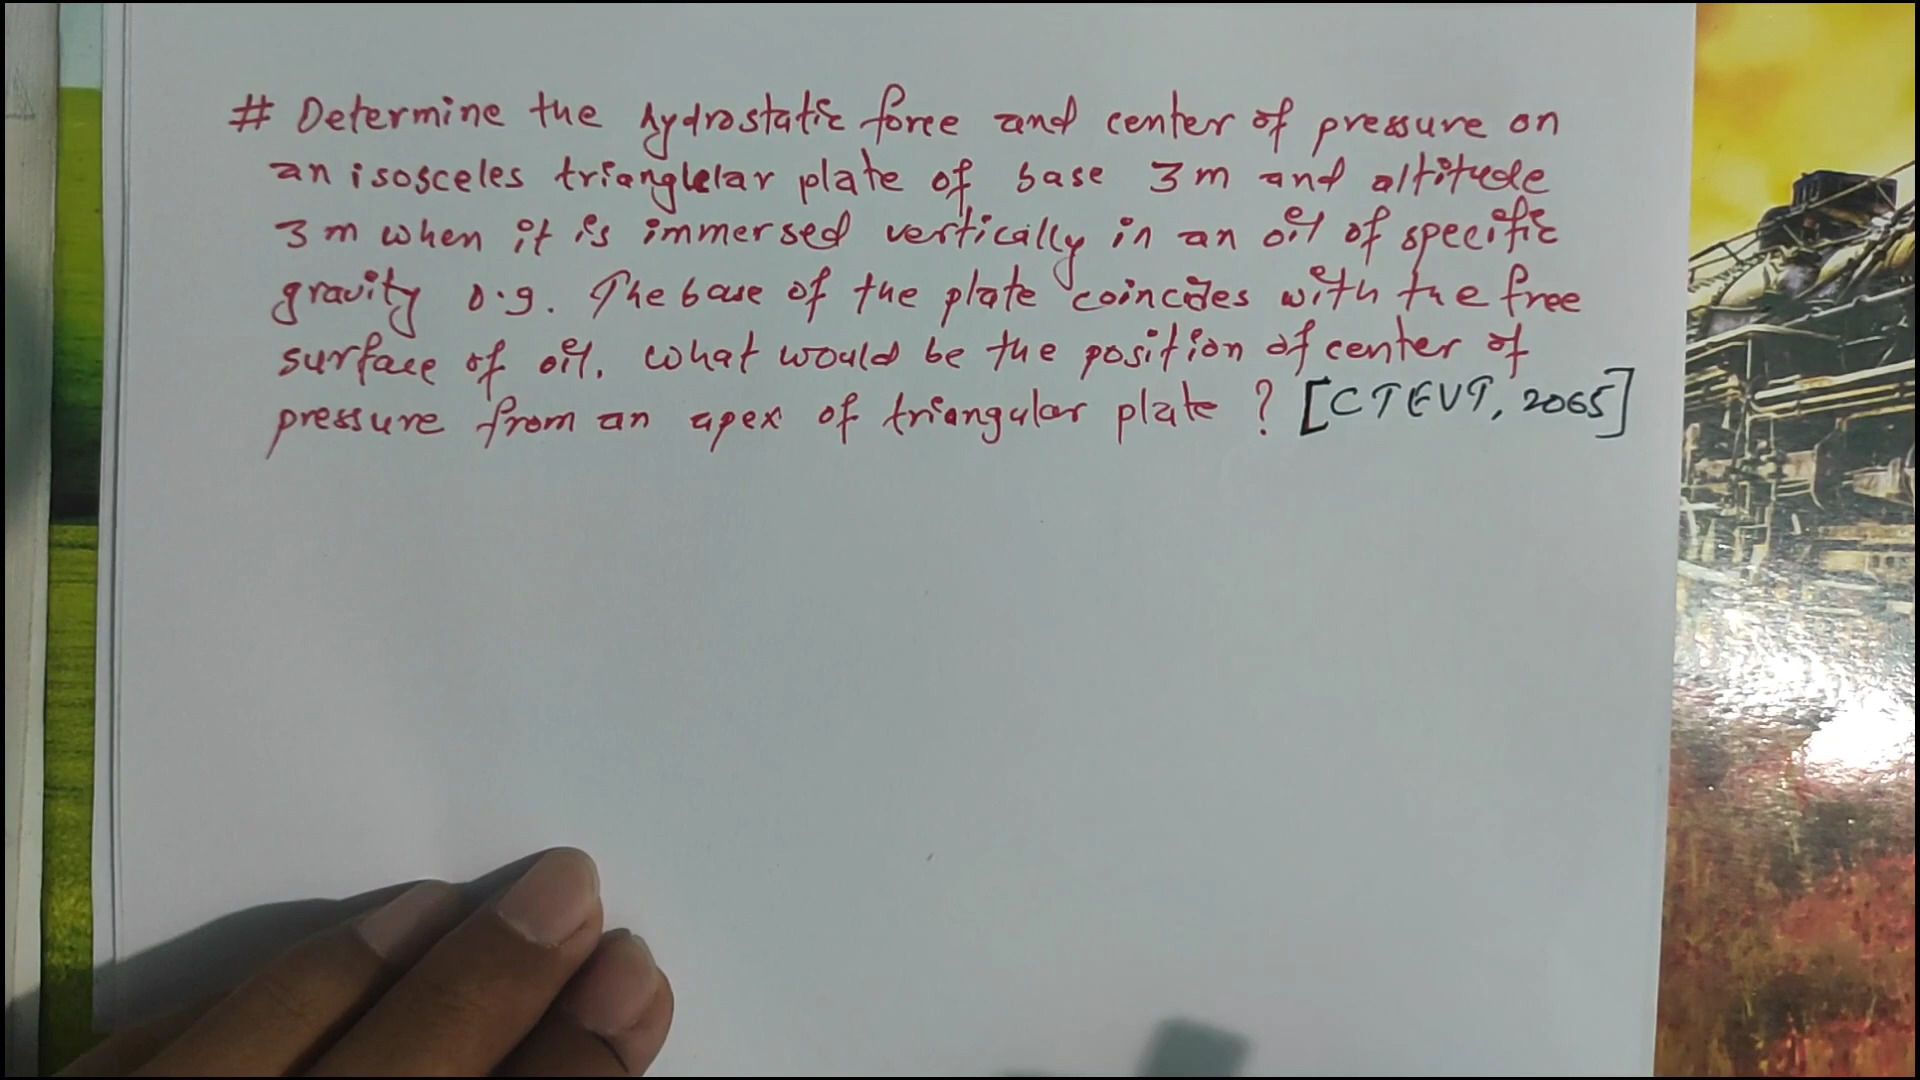 # Determine the hydrostatic force and center of pressure on
an isosceles trianglelar plate of base 3m and altitude
3m when it is immersed vertically in an oil of specific
gravity 0.9. The base of the plate coincides with the free
surface of oil. What would be the position of center of
pressure from an apex of triangular plate ? [CTEVT, 2065]